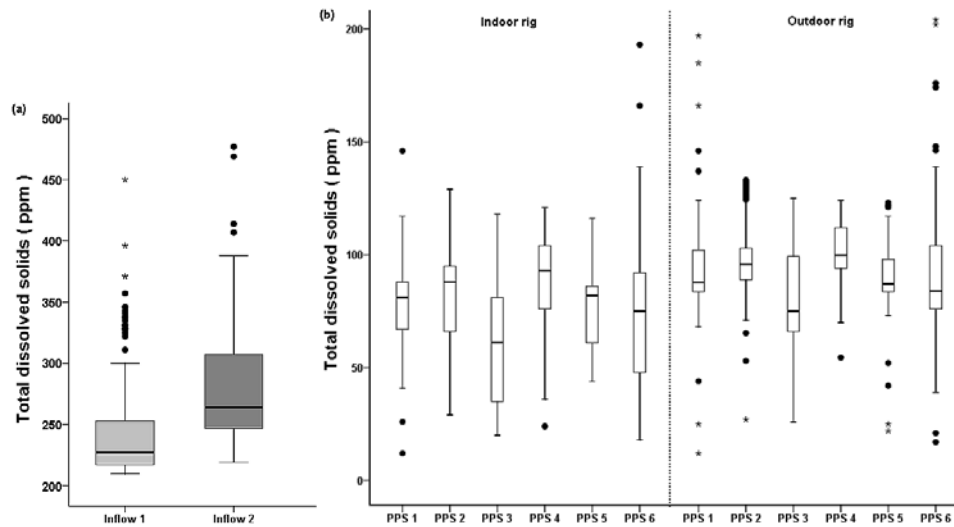 (a)
Total dissolved solids ( ppm )
500
450
400
350
300
250
200
Inflow 1 Inflow 2
(b)
Indoor rig Outdoor rig
Total dissolved solids ( ppm )
200
150
100
50
0
PPS 1 PPS 2 PPS 3 PPS 4 PPS 5 PPS 6 PPS 1 PPS 2 PPS 3 PPS 4 PPS 5 PPS 6